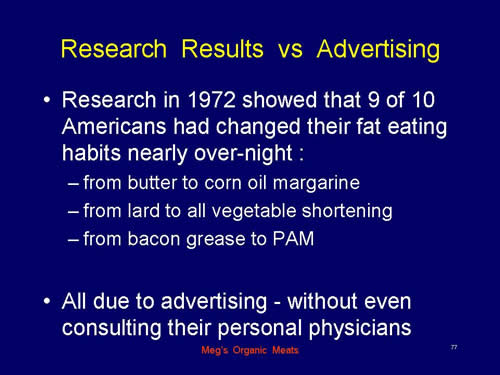 Research Results vs Advertising
• Research in 1972 showed that 9 of 10
Americans had changed their fat eating
habits nearly over-night :
– from butter to corn oil margarine
– from lard to all vegetable shortening
– from bacon grease to PAM
• All due to advertising - without even
consulting their personal physicians
Meg's Organic Meats
77